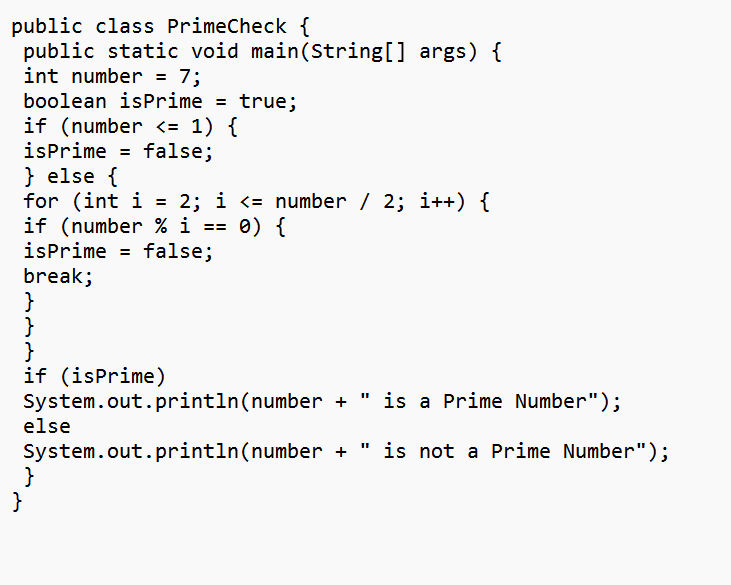 public class PrimeCheck {
public static void main(String[] args) {
int number = 7;
boolean isPrime = true;
if (number <= 1) {
isPrime = false;
} else {
for (int i = 2; i <= number / 2; i++) {
if (number % i == 0) {
isPrime = false;
break;
}
}
}
if (isPrime)
System.out.println(number + " is a Prime Number");
else
System.out.println(number + " is not a Prime Number");
}
}